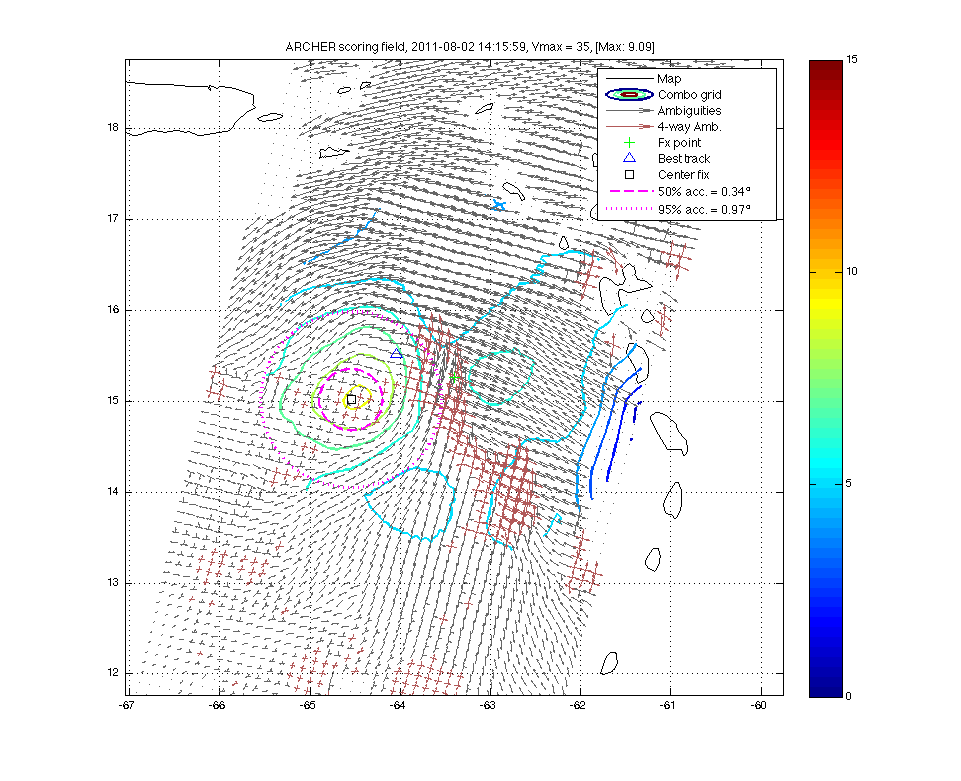 ARCHER scoring field, 2011-08-02 14:15:59, Vmax = 35, [Max: 9.09]
Map
Combo grid
Ambiguities
4-way Amb.
Fx point
Best track
Center fix
50% acc. = 0.34°
95% acc. = 0.97°
18
17
16
15
14
13
12
-67 -66 -65 -64 -63 -62 -61 -60
15
10
5
0